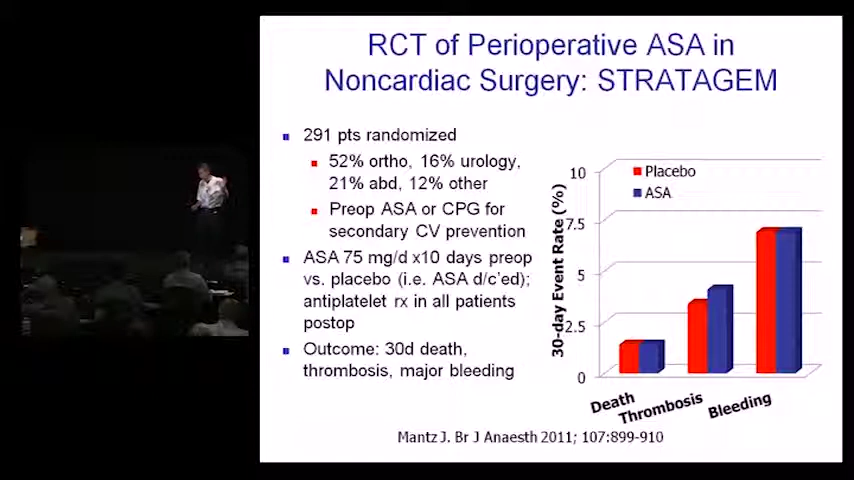 RCT of Perioperative ASA in
Noncardiac Surgery: STRATAGEM
291 pts randomized
52% ortho, 16% urology,
21% abd, 12% other
Preop ASA or CPG for
secondary CV prevention
ASA 75 mg/d x10 days preop
vs. placebo (i.e. ASA d/c'ed);
antiplatelet rx in all patients
postop
Outcome: 30d death,
thrombosis, major bleeding
30-day Event Rate (%)
10
7.5
5
2.5
0
Placebo
ASA
Death
Thrombosis
Bleeding
Mantz J. Br J Anaesth 2011; 107:899-910